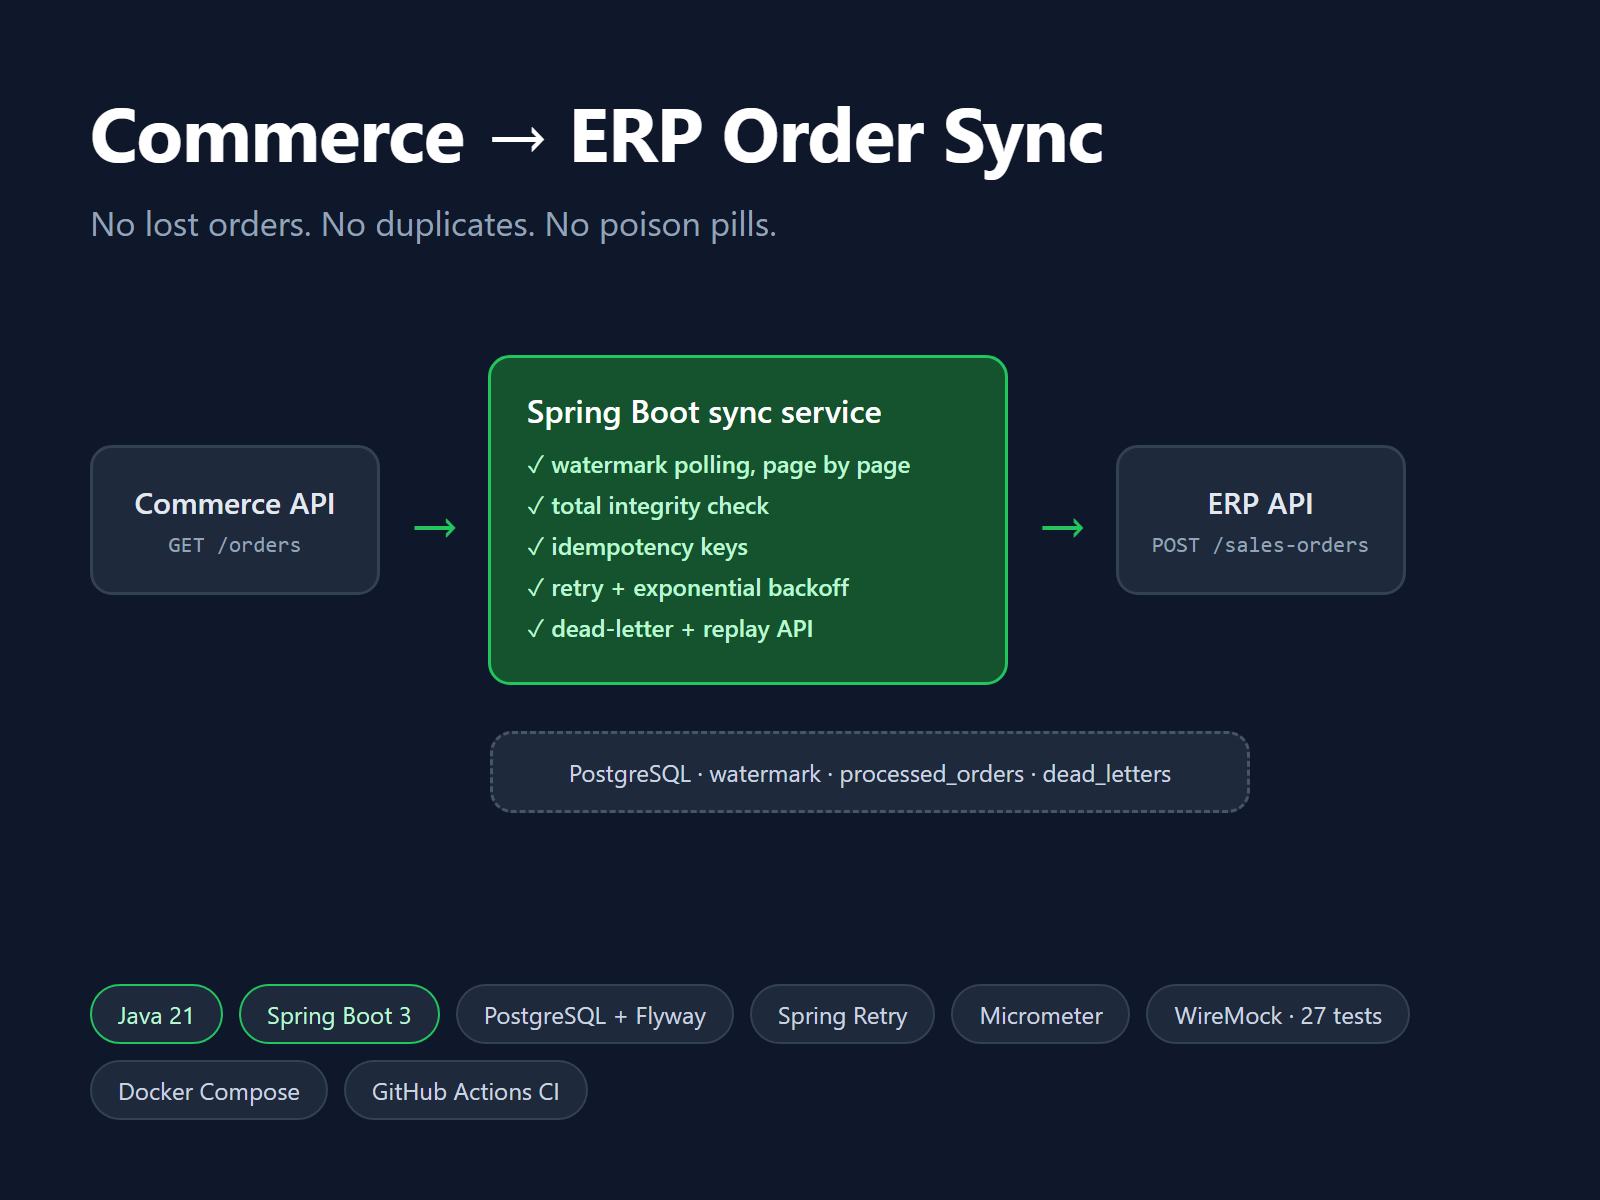 Commerce → ERP Order Sync
No lost orders. No duplicates. No poison pills.
Commerce API
GET /orders
→
Spring Boot sync service
✓ watermark polling, page by page
✓ total integrity check
✓ idempotency keys
✓ retry + exponential backoff
✓ dead-letter + replay API
→
ERP API
POST /sales-orders
PostgreSQL · watermark · processed_orders · dead_letters
Java 21
Spring Boot 3
PostgreSQL + Flyway
Spring Retry
Micrometer
WireMock · 27 tests
Docker Compose
GitHub Actions CI